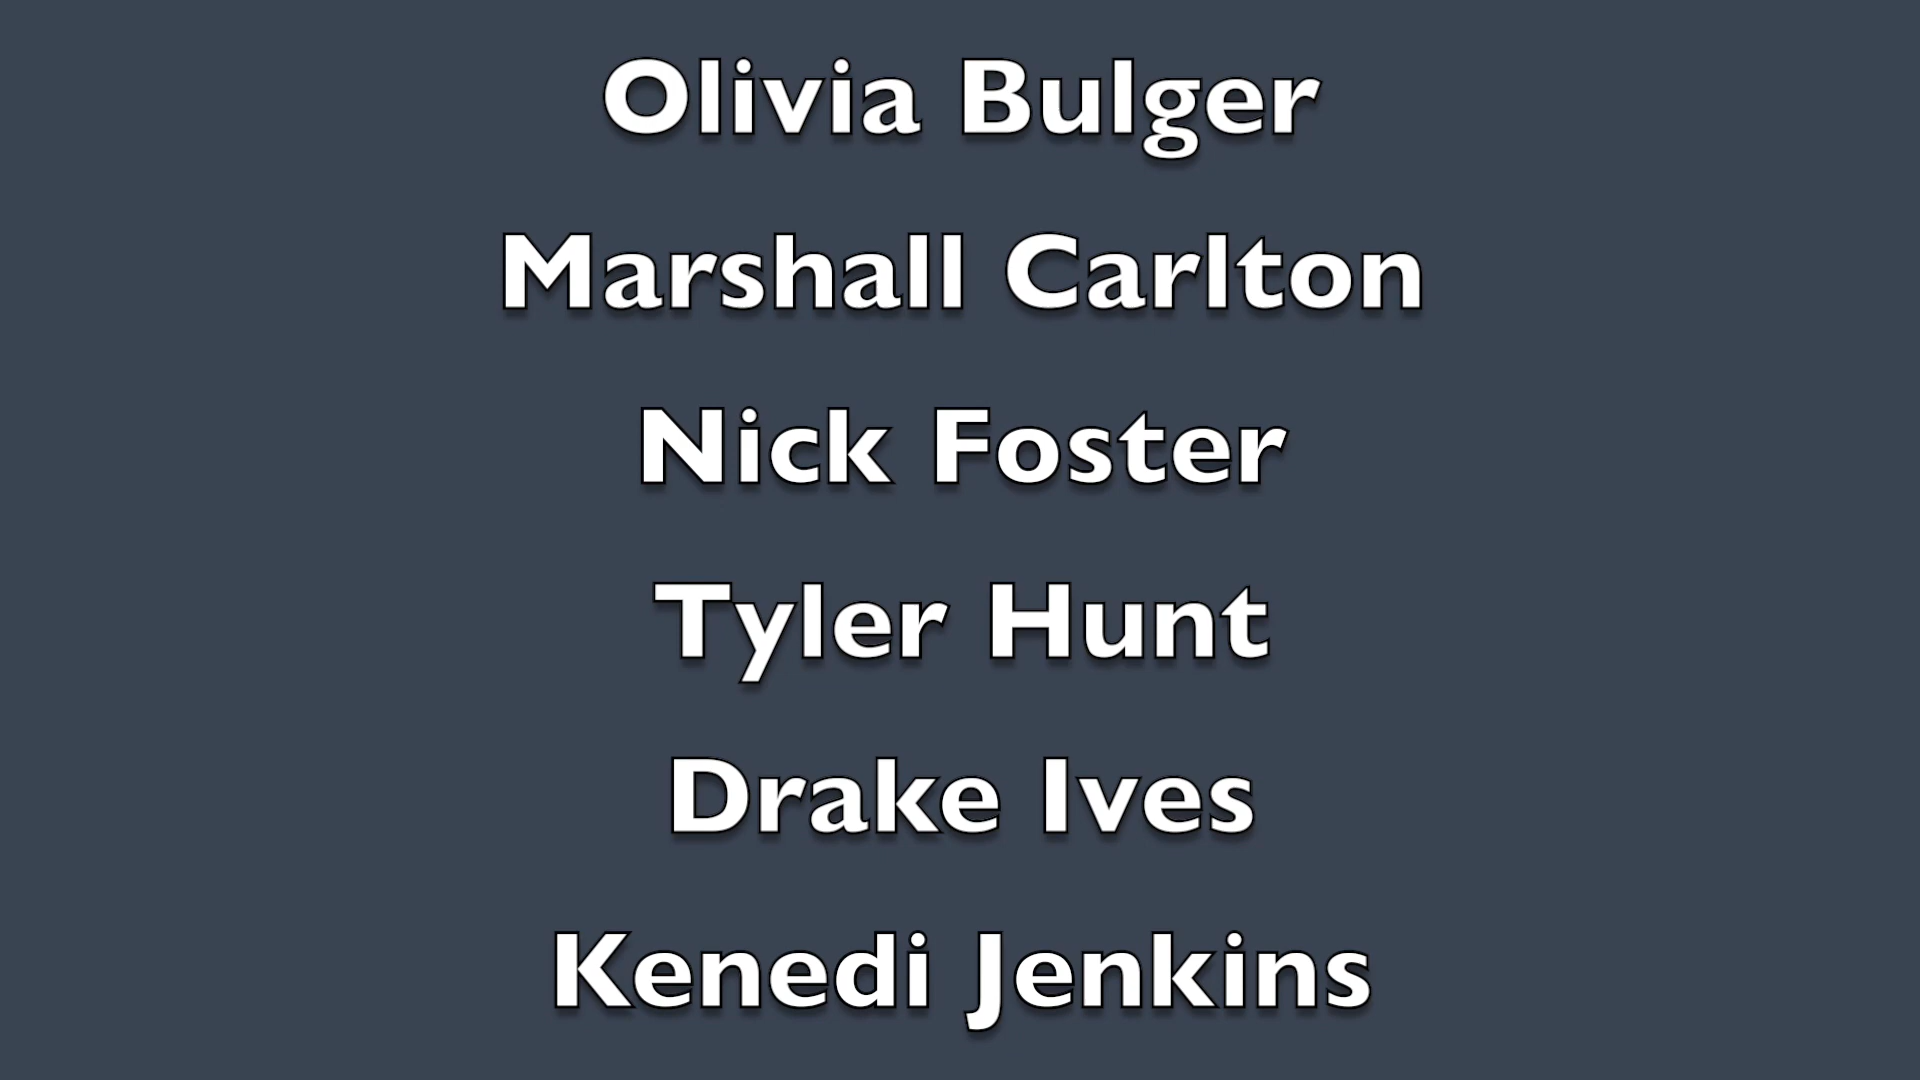 Olivia Bulger
Marshall Carlton
Nick Foster
Tyler Hunt
Drake Ives
Kenedi Jenkins